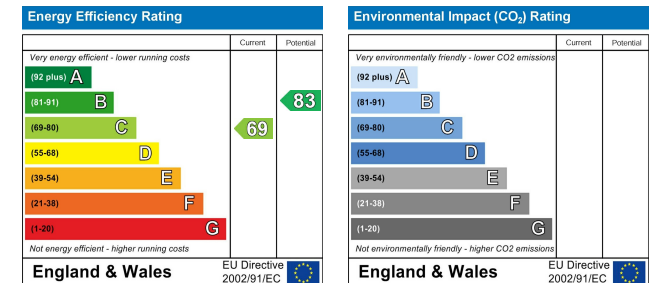 Energy Efficiency Rating
Current Potential
Very energy efficient - lower running costs
(92 plus) A
(81-91) B
83
(69-80) C
69
(55-68) D
(39-54) E
(21-38) F
(1-20) G
Not energy efficient - higher running costs
England & Wales
EU Directive
2002/91/EC
Environmental Impact (CO₂) Rating
Current Potential
Very environmentally friendly - lower CO2 emissions
(92 plus) A
(81-91) B
(69-80) C
(55-68) D
(39-54) E
(21-38) F
(1-20) G
Not environmentally friendly - higher CO2 emissions
England & Wales
EU Directive
2002/91/EC